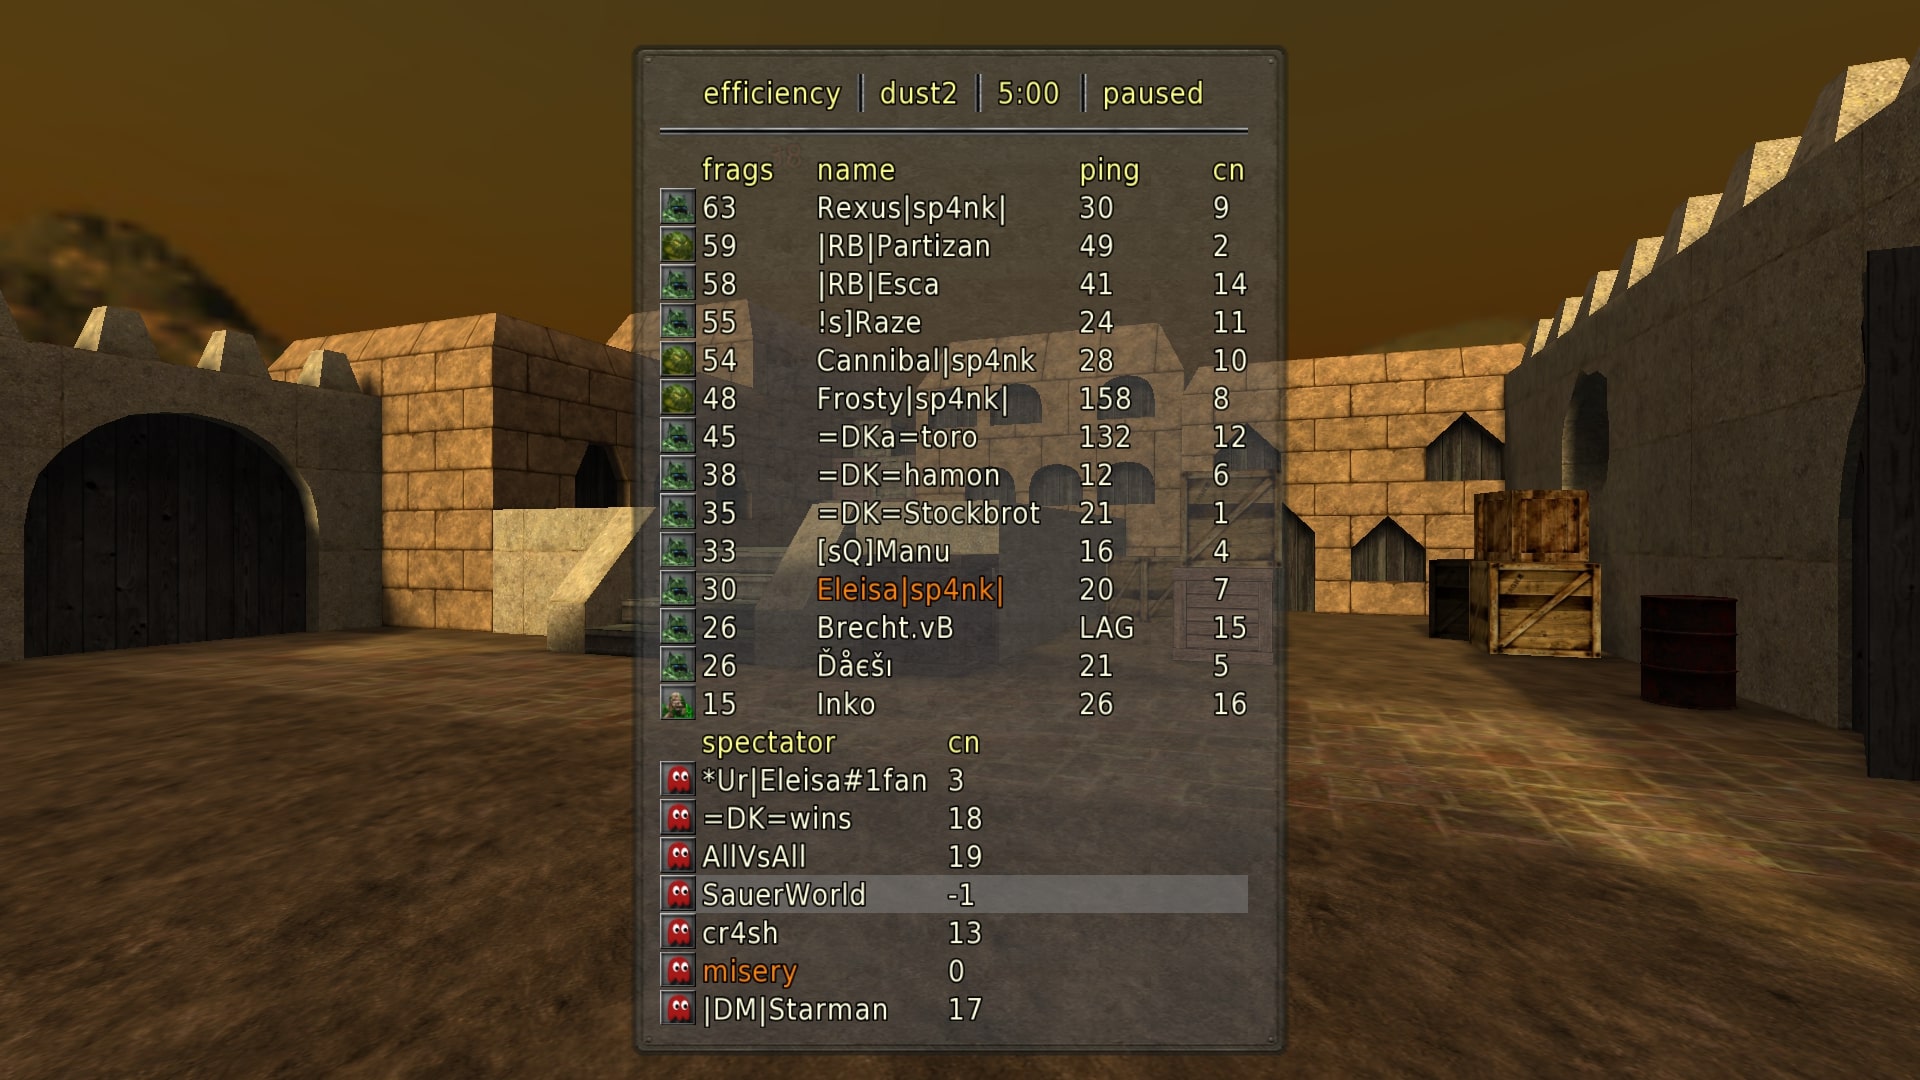 efficiency | dust2 | 5:00 | paused
frags name ping cn
63 Rexus|sp4nk| 30 9
59 |RB|Partizan 49 2
58 |RB|Esca 41 14
55 !s]Raze 24 11
54 Cannibal|sp4nk 28 10
48 Frosty|sp4nk| 158 8
45 =DKa=toro 132 12
38 =DK=hamon 12 6
35 =DK=Stockbrot 21 1
33 [sQ]Manu 16 4
30 Eleisa|sp4nk| 20 7
26 Brecht.vB LAG 15
26 Ďåєšı 21 5
15 Inko 26 16
spectator cn
*Ur|Eleisa#1fan 3
=DK=wins 18
AllVsAll 19
SauerWorld -1
cr4sh 13
misery 0
|DM|Starman 17